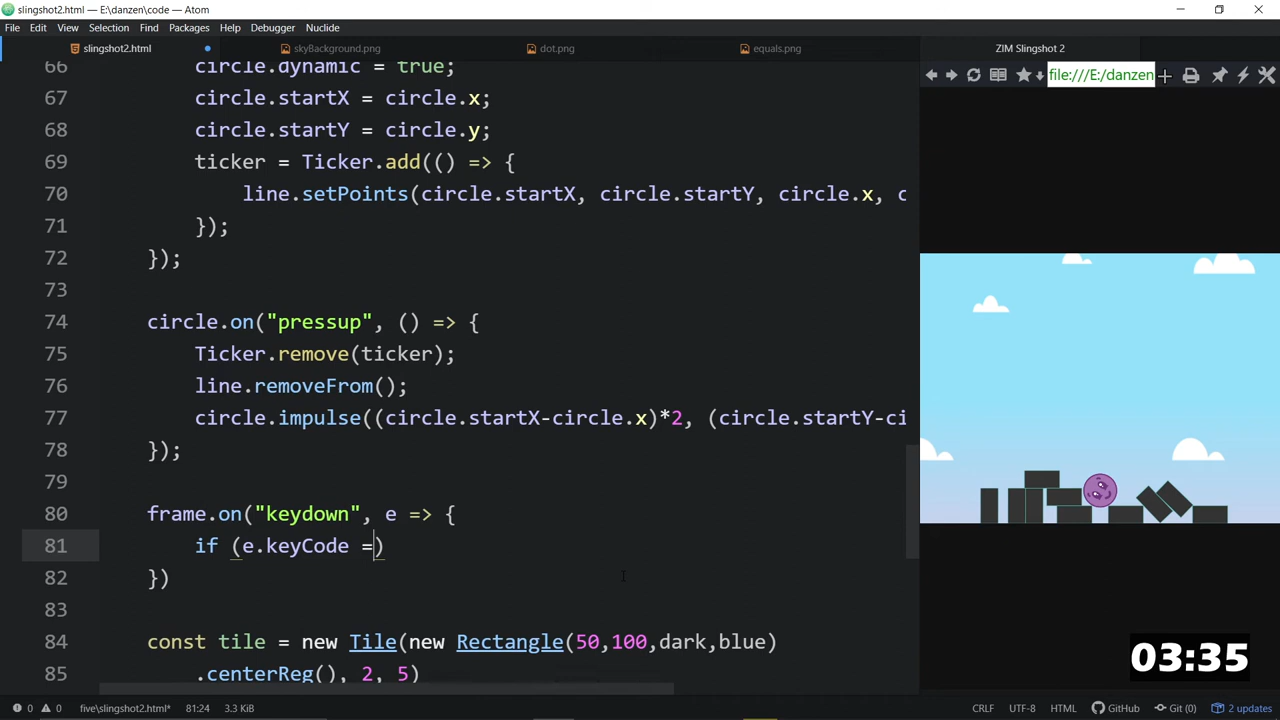 slingshot2.html — E:\danzen\code — Atom
File Edit View Selection Find Packages Help Debugger Nuclide
slingshot2.html skyBackground.png dot.png equals.png ZIM Slingshot 2
file:///E:/danzen
66 circle.dynamic = true;
67 circle.startX = circle.x;
68 circle.startY = circle.y;
69 ticker = Ticker.add(() => {
70 line.setPoints(circle.startX, circle.startY, circle.x, c
71 });
72 });
73
74 circle.on("pressup", () => {
75 Ticker.remove(ticker);
76 line.removeFrom();
77 circle.impulse((circle.startX-circle.x)*2, (circle.startY-ci
78 });
79
80 frame.on("keydown", e => {
81 if (e.keyCode =)
82 })
83
84 const tile = new Tile(new Rectangle(50,100,dark,blue)
85 .centerReg(), 2, 5)
03:35
0 0 five\slingshot2.html* 81:24 3.3 KiB CRLF UTF-8 HTML GitHub Git (0) 2 updates